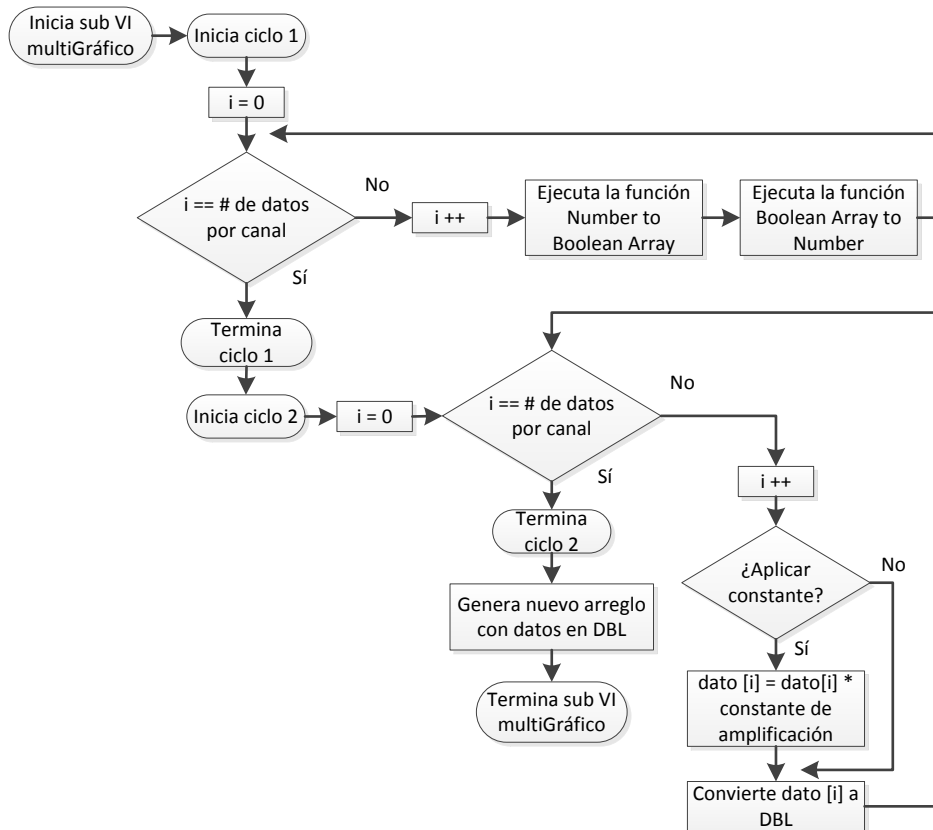 Inicia sub VI
multiGráfico
Inicia ciclo 1
i = 0
i == # de datos
por canal
No
i ++
Ejecuta la función
Number to
Boolean Array
Ejecuta la función
Boolean Array to
Number
Sí
Termina
ciclo 1
Inicia ciclo 2
i = 0
i == # de datos
por canal
No
i ++
Sí
Termina
ciclo 2
Genera nuevo arreglo
con datos en DBL
Termina sub VI
multiGráfico
¿Aplicar
constante?
No
Sí
dato [i] = dato[i] *
constante de
amplificación
Convierte dato [i] a
DBL